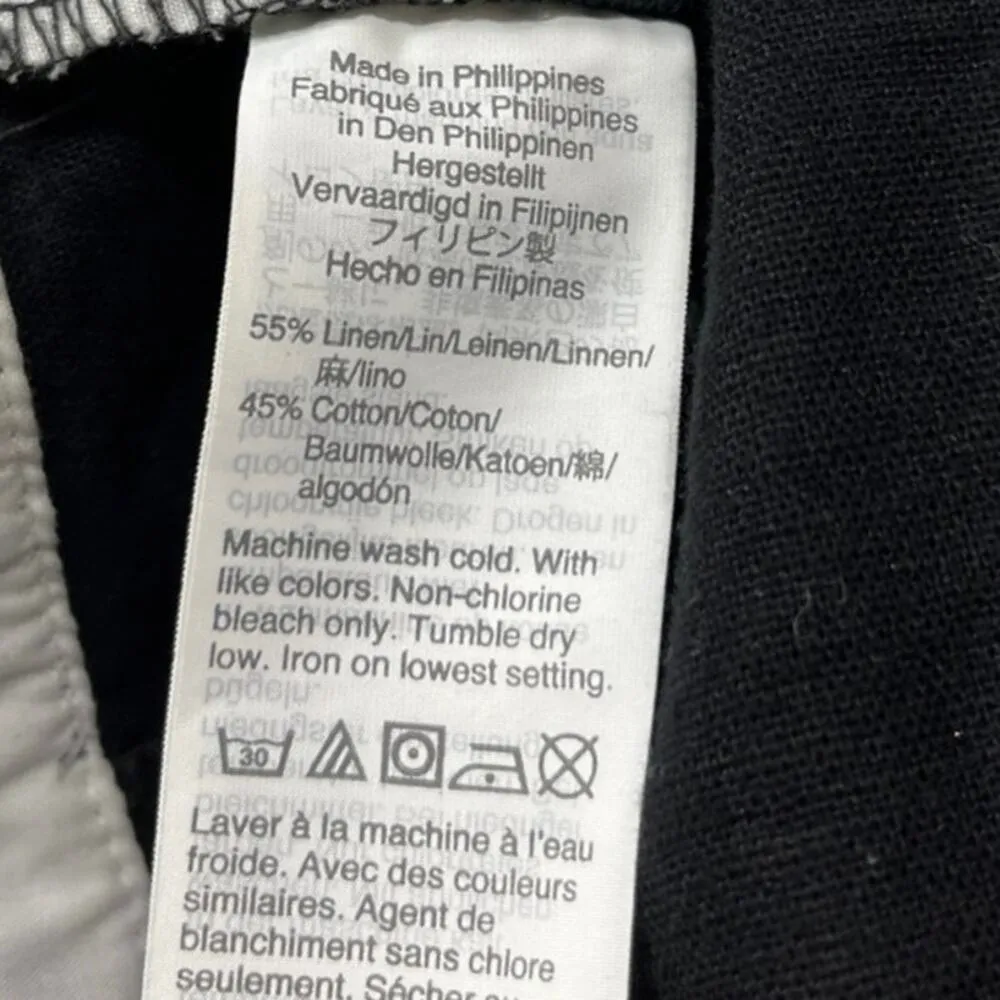 Made in Philippines
Fabriqué aux Philippines
in Den Philippinen
Hergestellt
Vervaardigd in Filipijnen
フィリピン製
Hecho en Filipinas
55% Linen/Lin/Leinen/Linnen/
麻/lino
45% Cotton/Coton/
Baumwolle/Katoen/綿/
algodón
Machine wash cold. With
like colors. Non-chlorine
bleach only. Tumble dry
low. Iron on lowest setting.
30
Laver à la machine à l'eau
froide. Avec des couleurs
similaires. Agent de
blanchiment sans chlore
seulement. Sécher